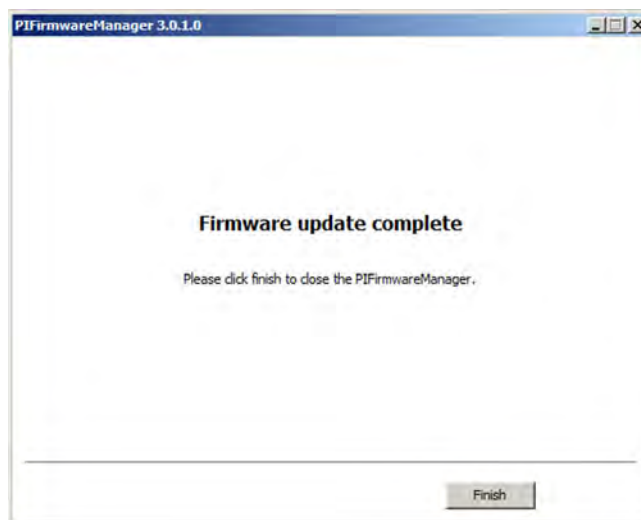 PIFirmwareManager 3.0.1.0
Firmware update complete
Please click finish to close the PIFirmwareManager.
Finish